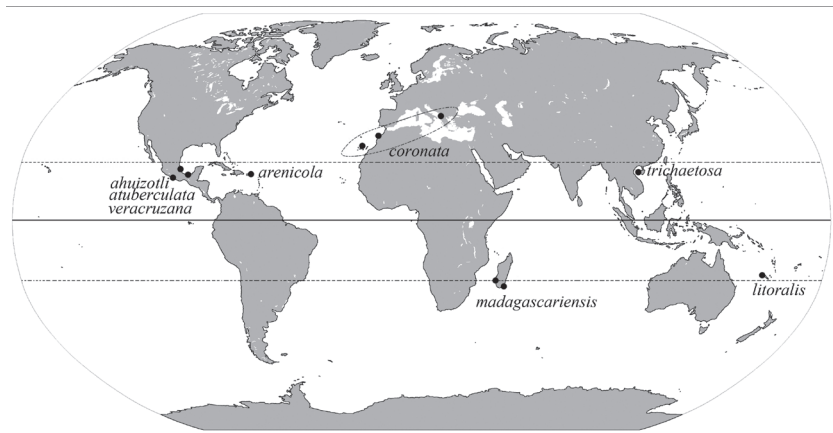 coronata
arenicola
trichaetosa
ahuizotli
atuberculata
veracruzana
litoralis
madagascariensis